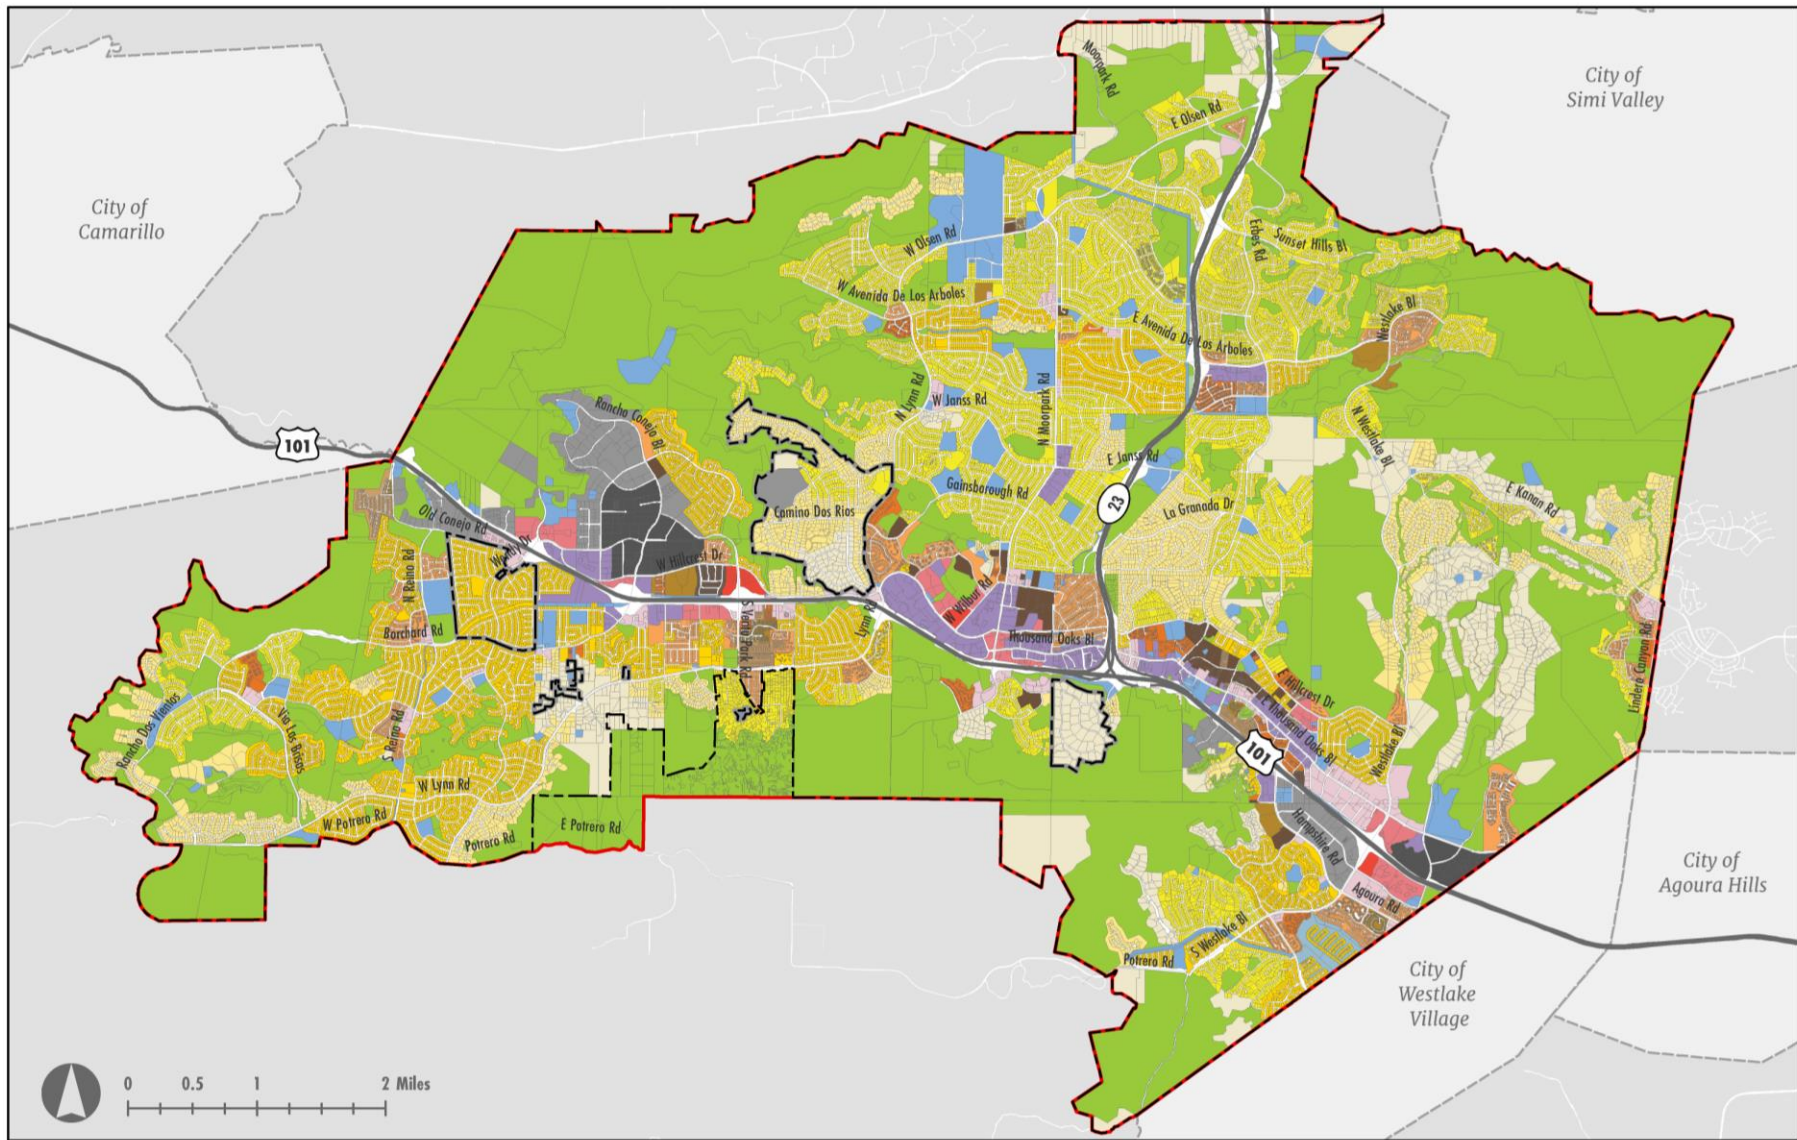 City of
Simi Valley
Moorpark Rd
E Olsen Rd
City of
Camarillo
W Olsen Rd
Erbes Rd
Sunset Hills Bl
W Avenida De Los Arboles
E Avenida De Los Arboles
Westlake Bl
N Lynn Rd
W Janss Rd
N Moorpark Rd
Rancho Conejo Bl
N Westlake Bl
101
E Janss Rd
Gainsborough Rd
E Kanan Rd
23
La Granada Dr
Camino Dos Rios
Old Conejo Rd
Wendy Dr
W Hillcrest Dr
N Reino Rd
W Wilbur Rd
Borchard Rd
S Ventu Park Rd
Lynn Rd
Thousand Oaks Bl
Lindero Canyon Rd
E Hillcrest Dr
Rancho Dos Vientos
Via Las Brisas
S Reino Rd
E Thousand Oaks Bl
Westlake Bl
101
W Lynn Rd
W Potrero Rd
Potrero Rd
E Potrero Rd
Hampshire Rd
City of
Agoura Hills
Agoura Rd
S Westlake Bl
Potrero Rd
City of
Westlake
Village
0 0.5 1 2 Miles